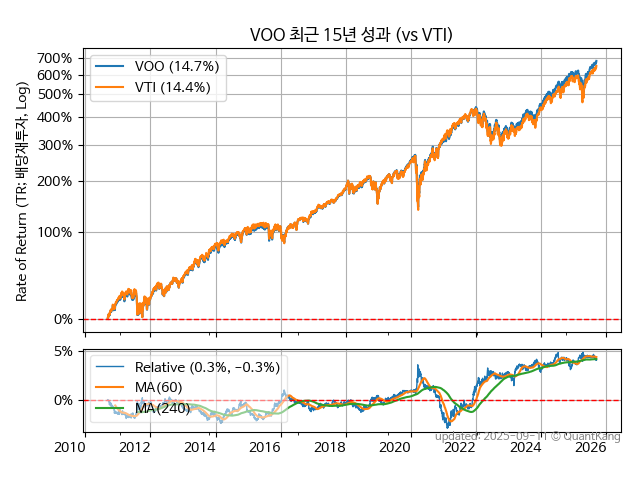 VOO 최근 15년 성과 (vs VTI)
Rate of Return (TR; 배당재투자, Log)
700%
600%
500%
400%
300%
200%
100%
0%
VOO (14.7%)
VTI (14.4%)
5%
0%
Relative (0.3%, −0.3%)
MA(60)
MA(240)
2010 2012 2014 2016 2018 2020 2022 2024 2026
updated: 2025-09-11 © QuantKang